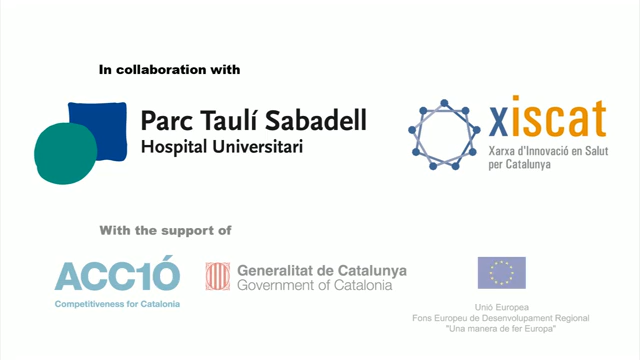 In collaboration with
Parc Taulí Sabadell
Hospital Universitari
xiscat
Xarxa d'Innovació en Salut
per Catalunya
With the support of
ACC1Ó
Competitiveness for Catalonia
Generalitat de Catalunya
Government of Catalonia
Unió Europea
Fons Europeu de Desenvolupament Regional
"Una manera de fer Europa"